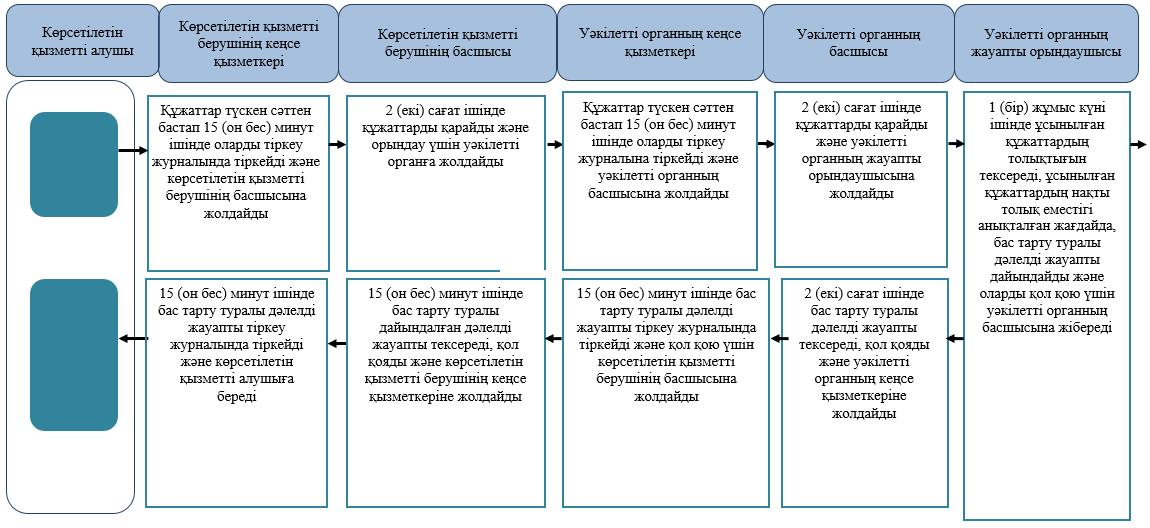 Көрсетілетін
қызметті алушы
Көрсетілетін қызметті
берушінің кеңсе
қызметкері
Көрсетілетін қызметті
берушінің басшысы
Уәкілетті органның кеңсе
қызметкері
Уәкілетті органның
басшысы
Уәкілетті органның
жауапты орындаушысы
Құжаттар түскен сәттен
бастап 15 (он бес) минут
ішінде оларды тіркеу
журналында тіркейді және
көрсетілетін қызметті
берушінің басшысына
жолдайды
2 (екі) сағат ішінде
құжаттарды қарайды және
орындау үшін уәкілетті
органға жолдайды
Құжаттар түскен сәттен
бастап 15 (он бес) минут
ішінде оларды тіркеу
журналына тіркейді және
уәкілетті органның
басшысына жолдайды
2 (екі) сағат ішінде
құжаттарды қарайды
және уәкілетті
органның жауапты
орындаушысына
жолдайды
1 (бір) жұмыс күні
ішінде ұсынылған
құжаттардың
толықтығын
тексереді, ұсынылған
құжаттардың нақты
толық еместігі
анықталған жағдайда,
бас тарту туралы
дәлелді жауапты
дайындайды және
оларды қол қою үшін
уәкілетті органның
басшысына жібереді
15 (он бес) минут ішінде
бас тарту туралы дәлелді
жауапты тіркеу
журналында тіркейді
және көрсетілетін
қызметті алушыға
береді
15 (он бес) минут ішінде
бас тарту туралы
дайындалған дәлелді
жауапты тексереді, қол
қояды және көрсетілетін
қызметті берушінің кеңсе
қызметкеріне жолдайды
15 (он бес) минут ішінде бас
тарту туралы дәлелді
жауапты тіркеу журналында
тіркейді және қол қою үшін
көрсетілетін қызметті
берушінің басшысына
жолдайды
2 (екі) сағат ішінде
бас тарту туралы
дәлелді жауапты
тексереді, қол қояды
және уәкілетті
органның кеңсе
қызметкеріне
жолдайды